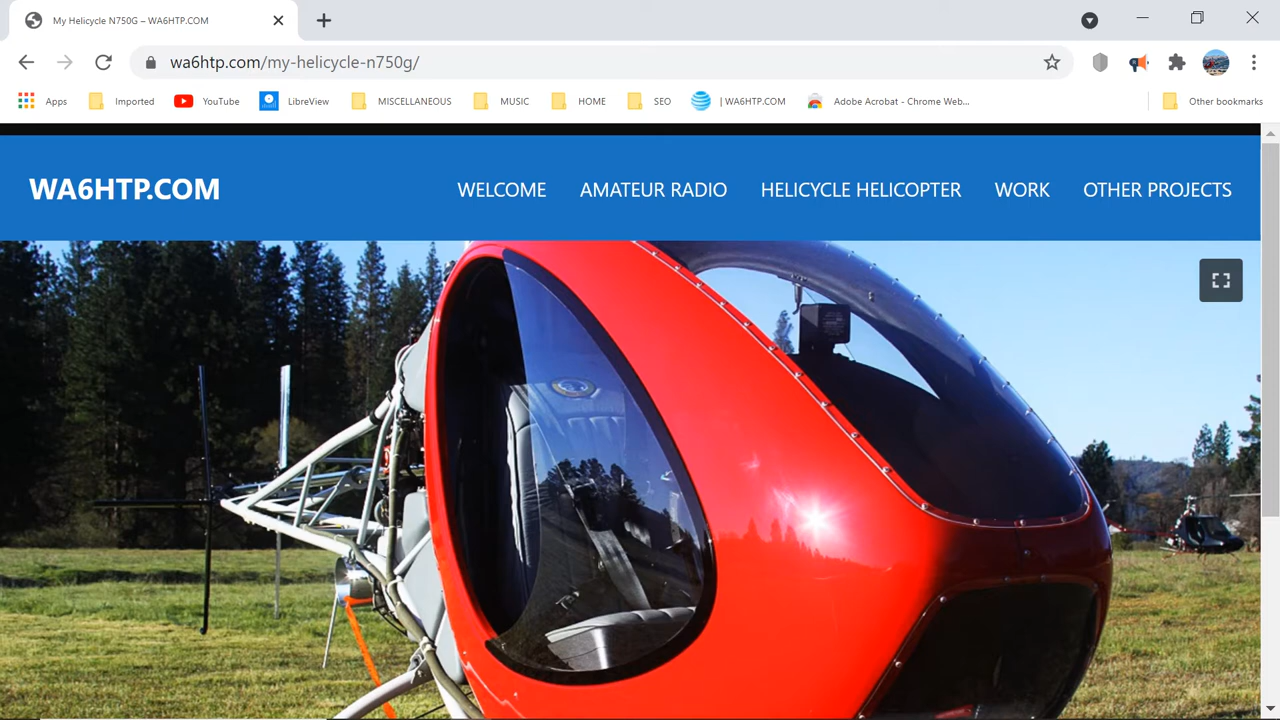 My Helicycle N750G – WA6HTP.COM
wa6htp.com/my-helicycle-n750g/
Apps Imported YouTube LibreView MISCELLANEOUS MUSIC HOME SEO | WA6HTP.COM Adobe Acrobat - Chrome Web... Other bookmarks
WA6HTP.COM WELCOME AMATEUR RADIO HELICYCLE HELICOPTER WORK OTHER PROJECTS